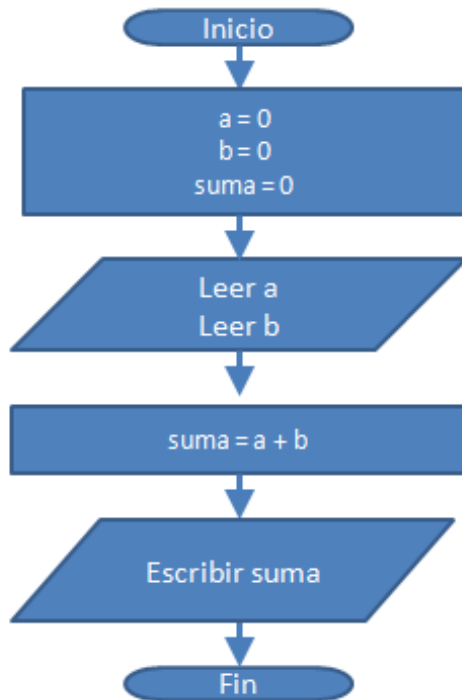 Inicio
a = 0
b = 0
suma = 0
Leer a
Leer b
suma = a + b
Escribir suma
Fin